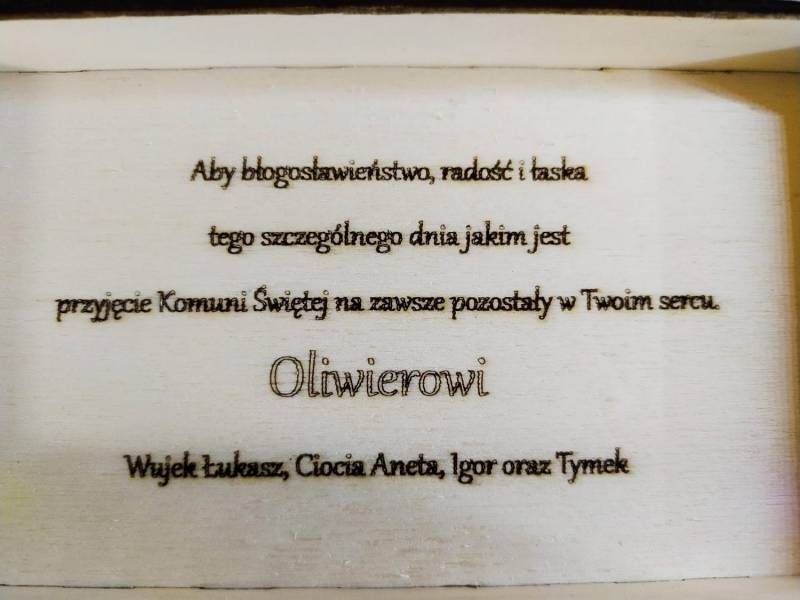 Aby błogosławieństwo, radość i łaska
tego szczególnego dnia jakim jest
przyjęcie Komuni Świętej na zawsze pozostały w Twoim sercu.
Oliwierowi
Wujek Łukasz, Ciocia Aneta, Igor oraz Tymek